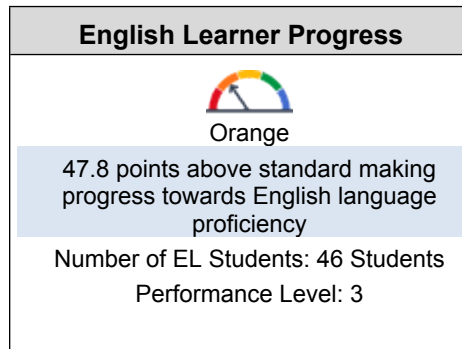 English Learner Progress
Orange
47.8 points above standard making
progress towards English language
proficiency
Number of EL Students: 46 Students
Performance Level: 3